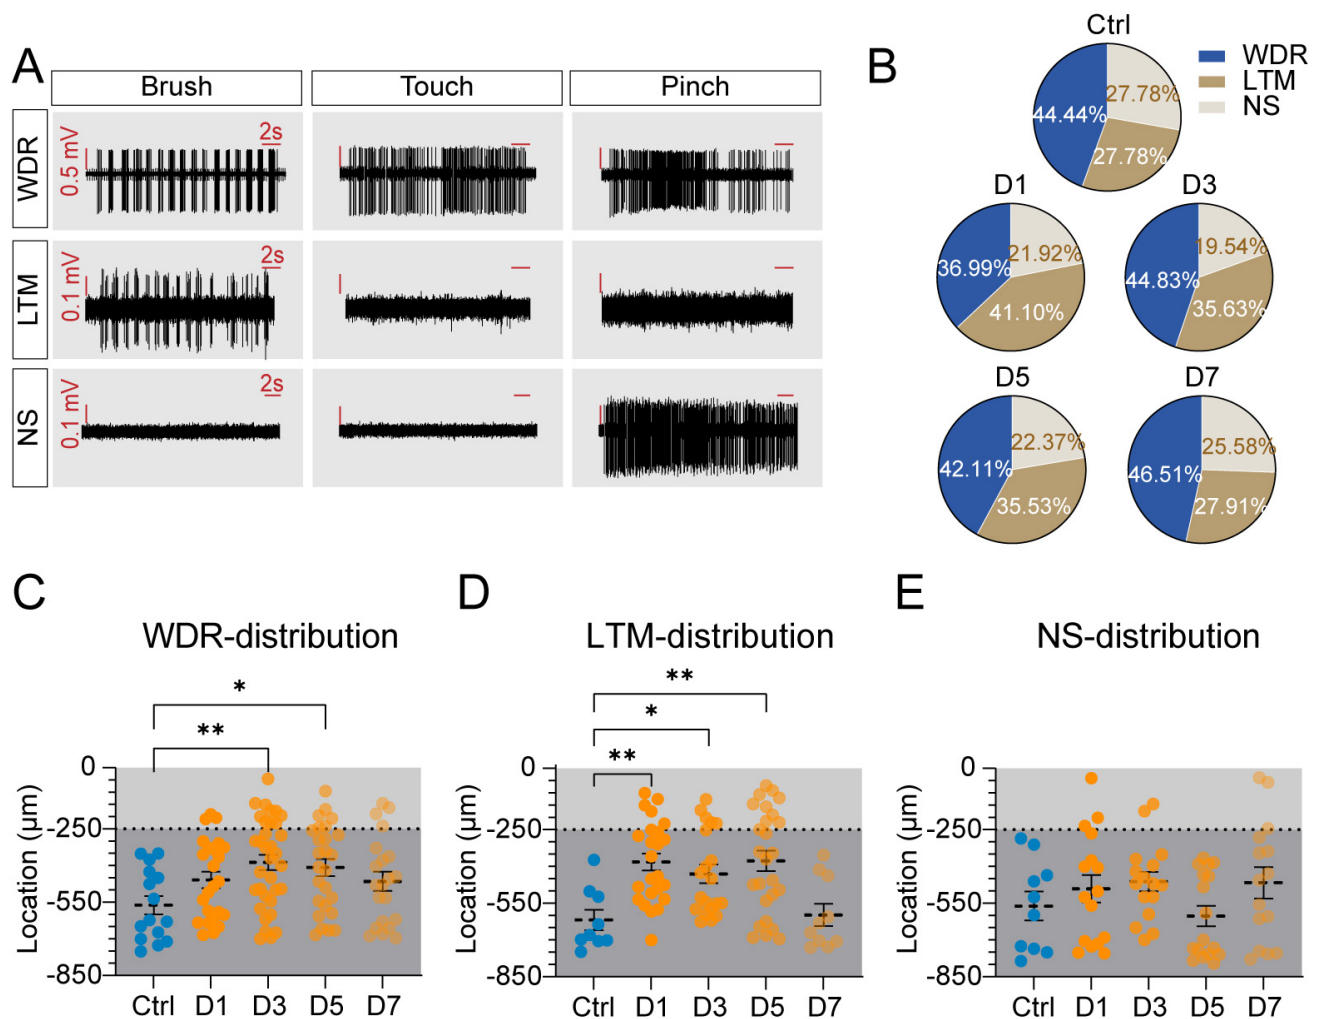 A
Brush
Touch
Pinch
WDR
0.5 mV
2s
LTM
0.1 mV
2s
NS
0.1 mV
2s
B
Ctrl
WDR
LTM
NS
27.78%
44.44%
27.78%
D1
21.92%
36.99%
41.10%
D3
19.54%
44.83%
35.63%
D5
22.37%
42.11%
35.53%
D7
25.58%
46.51%
27.91%
C
WDR-distribution
*
**
Location (μm)
0
-250
-550
-850
Ctrl D1 D3 D5 D7
D
LTM-distribution
**
*
**
Location (μm)
0
-250
-550
-850
Ctrl D1 D3 D5 D7
E
NS-distribution
Location (μm)
0
-250
-550
-850
Ctrl D1 D3 D5 D7